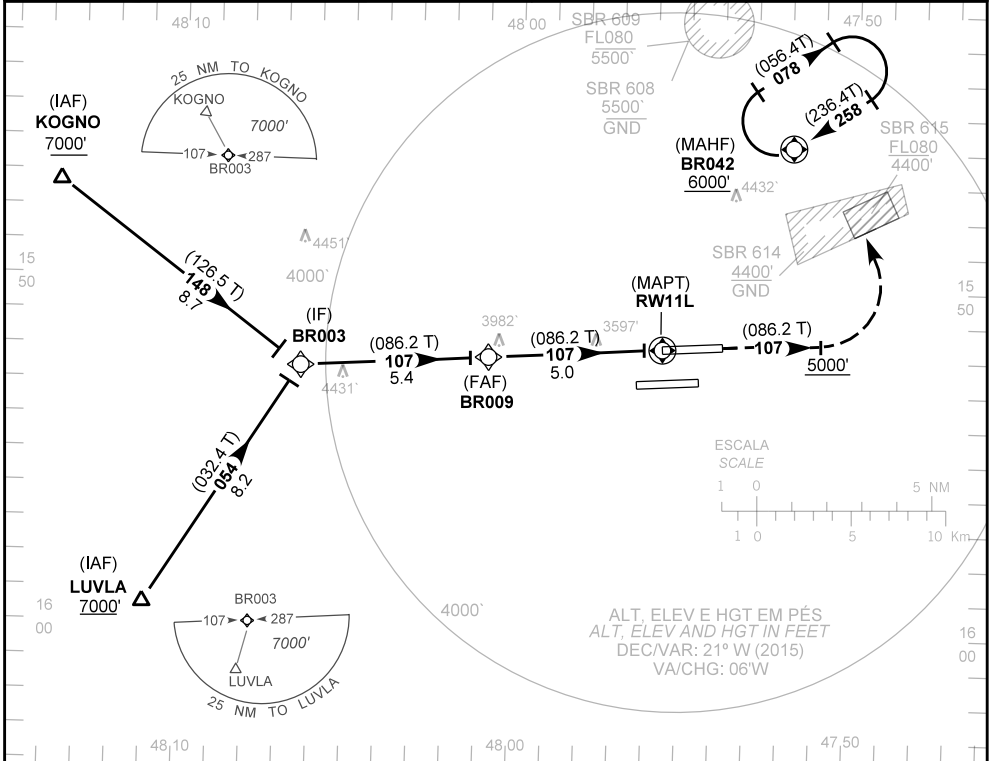 48 10
48 00
47 50
SBR 609
FL080
5500`
SBR 608
5500`
GND
(056.4T)
078
(236.4T)
258
SBR 615
FL080
4400'
(MAHF)
BR042
6000'
4432'
SBR 614
4400'
GND
25 NM TO KOGNO
KOGNO
7000'
107
287
BR003
(IAF)
KOGNO
7000'
4451'
4000`
15
50
(126.5 T)
148
8.7
(IF)
BR003
4431'
(086.2 T)
107
5.4
3982'
(FAF)
BR009
(086.2 T)
107
5.0
3597'
(MAPT)
RW11L
(086.2 T)
107
5000'
15
50
(032.4 T)
054
8.2
(IAF)
LUVLA
7000'
ESCALA
SCALE
1 0 5 NM
1 0 5 10 Km
16
00
BR003
107
287
7000'
LUVLA
25 NM TO LUVLA
4000`
ALT, ELEV E HGT EM PÉS
ALT, ELEV AND HGT IN FEET
DEC/VAR: 21º W (2015)
VA/CHG: 06'W
16
00
48 10
48 00
47 50